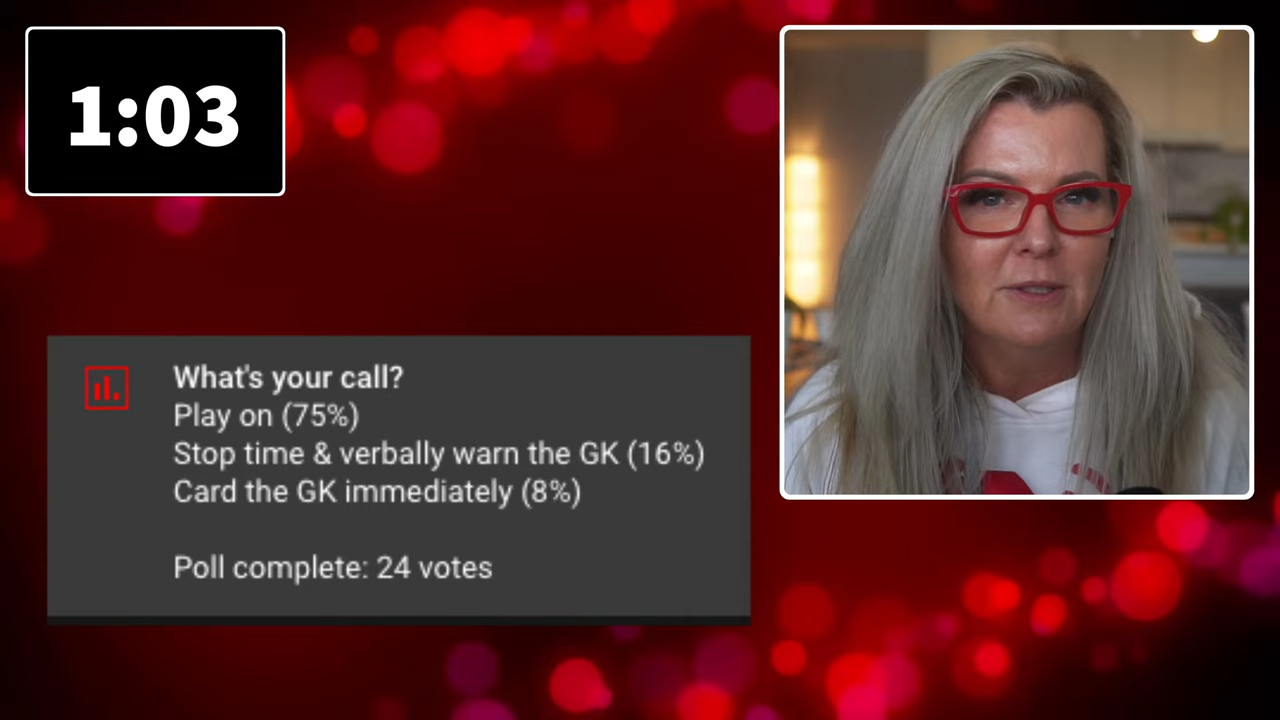 1:03
What's your call?
Play on (75%)
Stop time & verbally warn the GK (16%)
Card the GK immediately (8%)
Poll complete: 24 votes